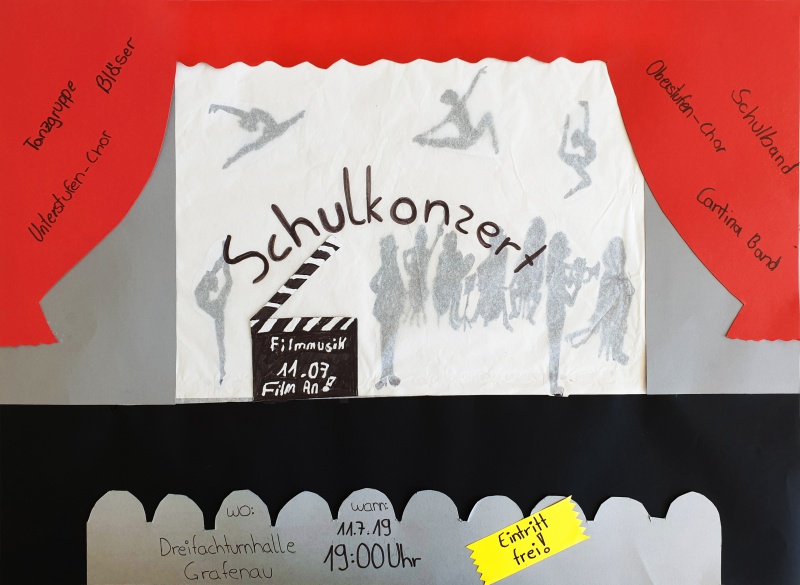 Tanzgruppe
Bläser
Unterstufen-Chor
Oberstufen-Chor
Schulband
Cantina Band
Schulkonzert
Filmmusik
11.07
Film An!
wo:
Dreifachturnhalle
Grafenau
wann:
11.7.19
19:00 Uhr
Eintritt
frei!